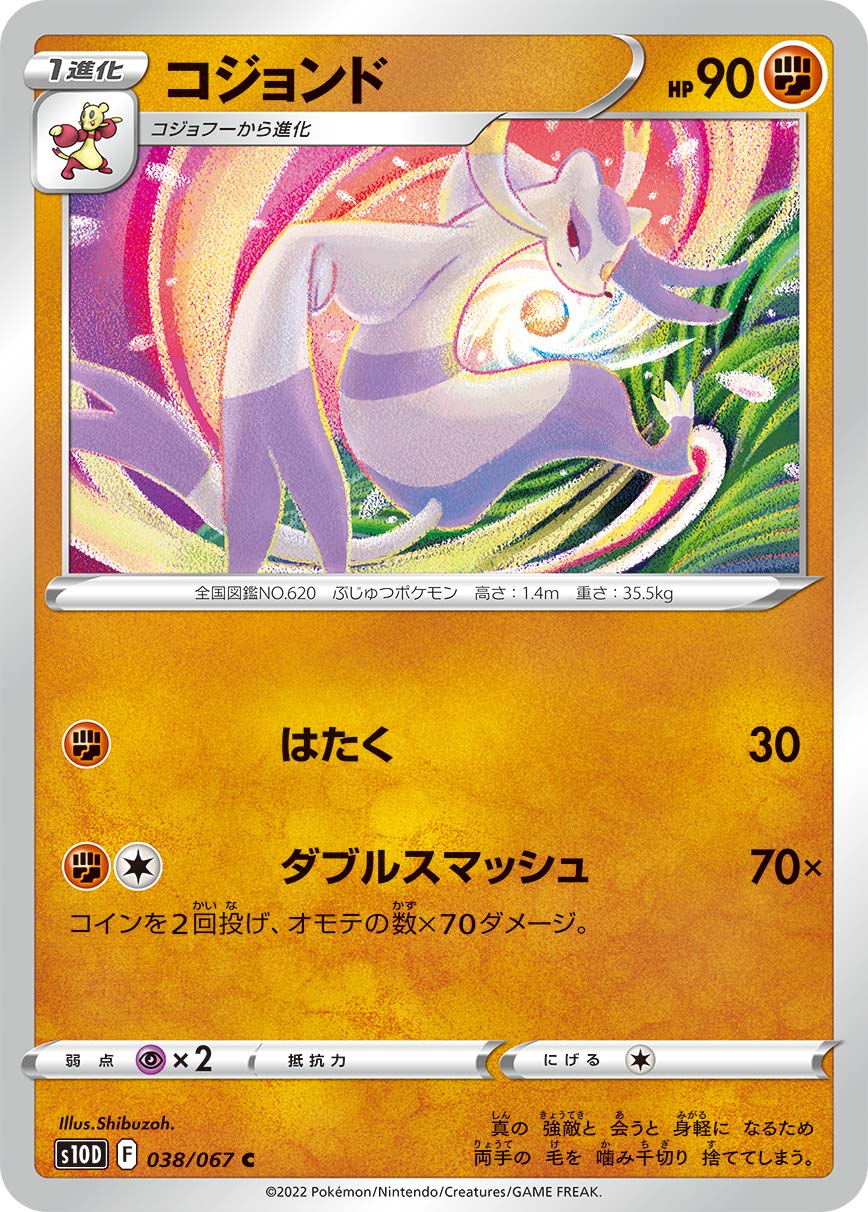 1進化
コジョンド
HP90
コジョフーから進化
全国図鑑NO.620 ぶじゅつポケモン 高さ:1.4m 重さ:35.5kg
はたく 30
ダブルスマッシュ 70×
コインを2回投げ、オモテの数×70ダメージ。
弱点 ×2 抵抗力 にげる
Illus.Shibuzoh.
s10D F 038/067 C
真の 強敵と 会うと 身軽に なるため
両手の 毛を 噛み千切り 捨ててしまう。
©2022 Pokémon/Nintendo/Creatures/GAME FREAK.